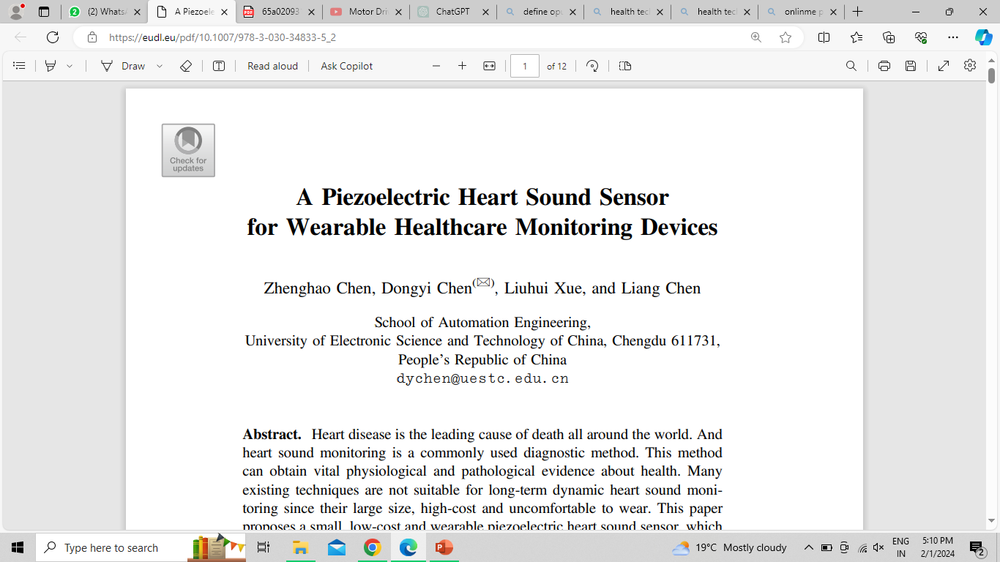 (2) WhatsA
A Piezoele
65a02093
Motor Dri
ChatGPT
define opu
health tec
health tec
onlinme p
https://eudl.eu/pdf/10.1007/978-3-030-34833-5_2
Draw
Read aloud
Ask Copilot
1
of 12
Check for
updates
A Piezoelectric Heart Sound Sensor
for Wearable Healthcare Monitoring Devices
Zhenghao Chen, Dongyi Chen(✉), Liuhui Xue, and Liang Chen
School of Automation Engineering,
University of Electronic Science and Technology of China, Chengdu 611731,
People's Republic of China
dychen@uestc.edu.cn
Abstract. Heart disease is the leading cause of death all around the world. And
heart sound monitoring is a commonly used diagnostic method. This method
can obtain vital physiological and pathological evidence about health. Many
existing techniques are not suitable for long-term dynamic heart sound moni-
toring since their large size, high-cost and uncomfortable to wear. This paper
proposes a small, low-cost and wearable piezoelectric heart sound sensor, which
Type here to search
19°C Mostly cloudy
ENG
IN
5:10 PM
2/1/2024
2